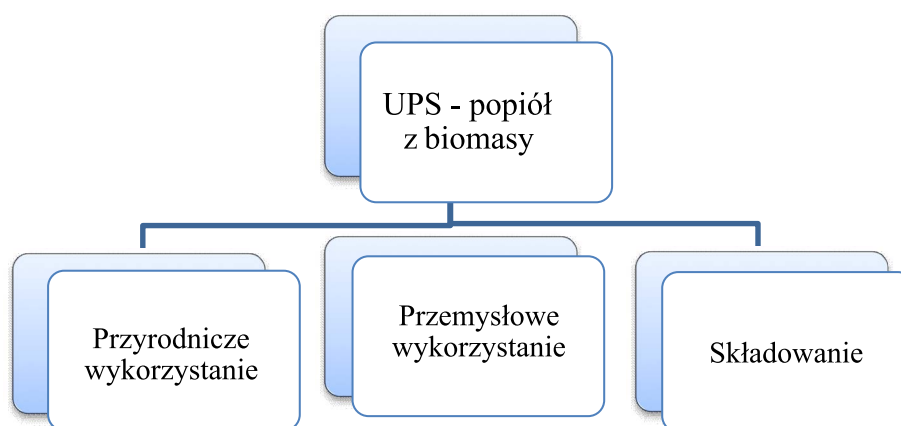 UPS - popiół
z biomasy
Przyrodnicze
wykorzystanie
Przemysłowe
wykorzystanie
Składowanie